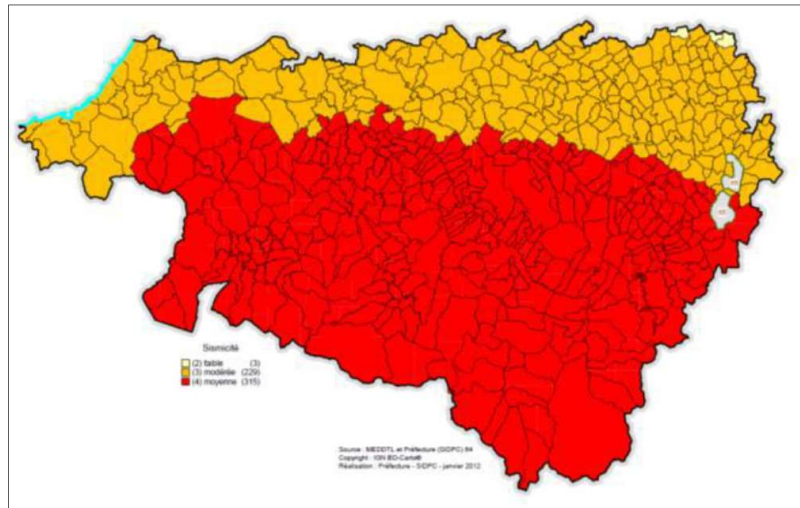 Sismicité
(2) faible (3)
(3) modérée (229)
(4) moyenne (315)
Source : MEDDTL et Préfecture (SIDPC) 64
Copyright : IGN BD-Carto®
Réalisation : Préfecture - SIDPC - janvier 2012